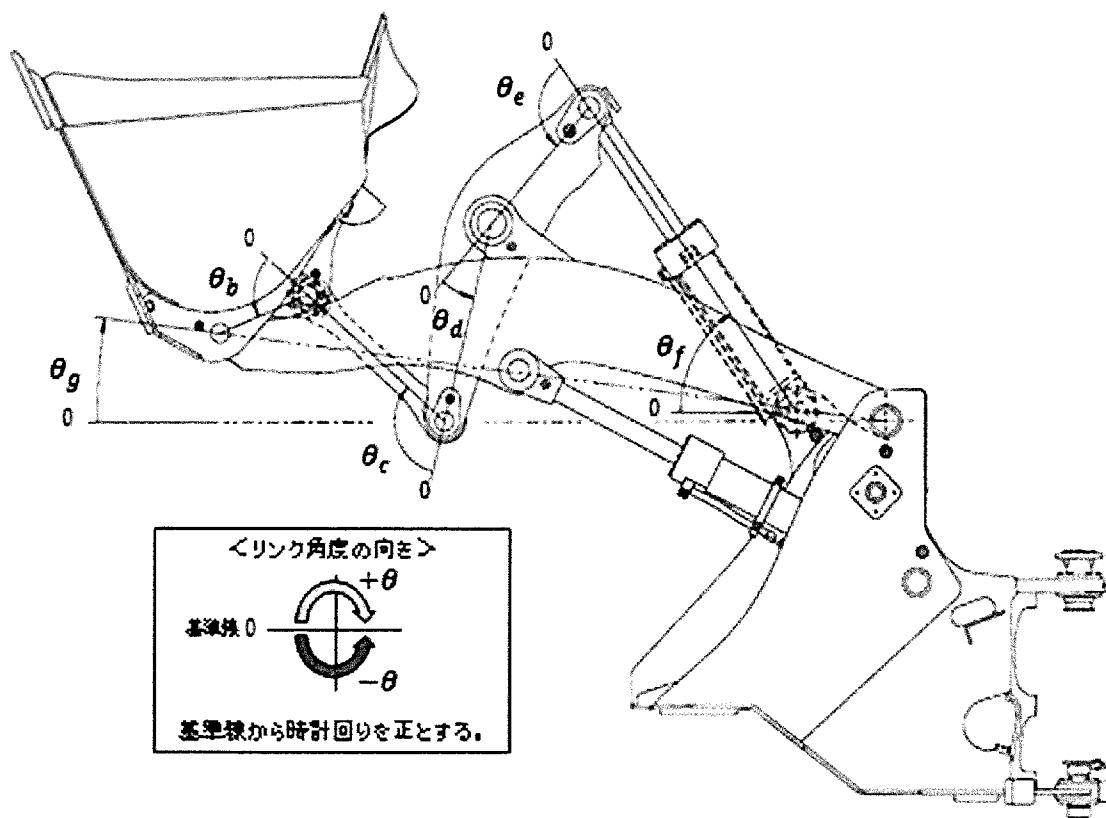 0
θe
0
θb
0
θd
θg
θf
0
0
θc
0
<リンク角度の向き>
+θ
基準線 0
-θ
基準線から時計回りを正とする。